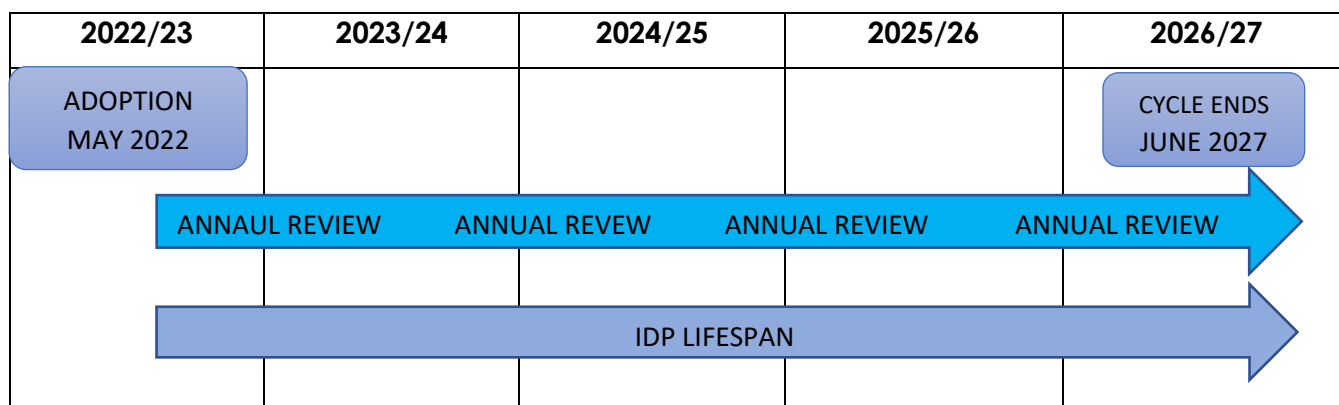 2022/23 2023/24 2024/25 2025/26 2026/27
ADOPTION
MAY 2022
CYCLE ENDS
JUNE 2027
ANNAUL REVIEW ANNUAL REVEW ANNUAL REVIEW ANNUAL REVIEW
IDP LIFESPAN